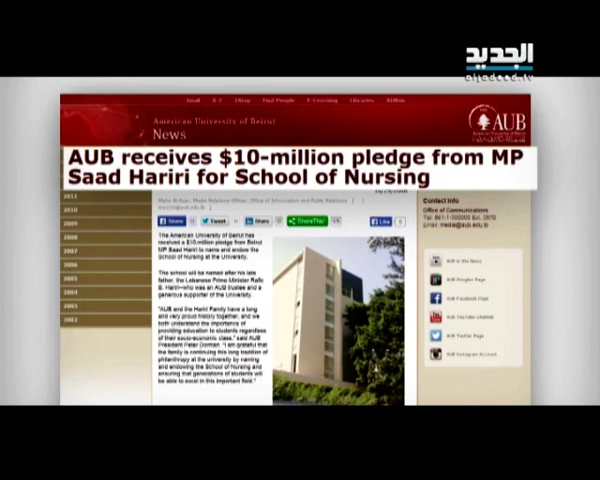 الجديد
aljadeed.tv
Email A-Z Find People E-Learning Libraries
American University of Beirut
News
AUB
AUB receives $10-million pledge from MP
Saad Hariri for School of Nursing
2011
2010
2009
2008
2007
2006
2005
2004
2003
2002
Share Tweet Share ShareThis Like
Contact Info
Office of Communications
The American University of Beirut has
received a $10-million pledge from Beirut
MP Saad Hariri to name and endow the
School of Nursing at the University.
The school will be named after his late
father, the Lebanese Prime Minister Rafic
B. Hariri—who was an AUB trustee and a
generous supporter of the University.
"AUB and the Hariri Family have a long
and very proud history together, and we
both understand the importance of
providing education to students regardless
of their socio-economic class," said AUB
President Peter Dorman. "I am grateful that
the family is continuing this long tradition of
philanthropy at the university by naming
and endowing the School of Nursing and
ensuring that generations of students will
be able to excel in this important field."
AUB in the News
AUB Google+ Page
AUB Facebook Page
AUB YouTube Channel
AUB Twitter Page
AUB Instagram Account